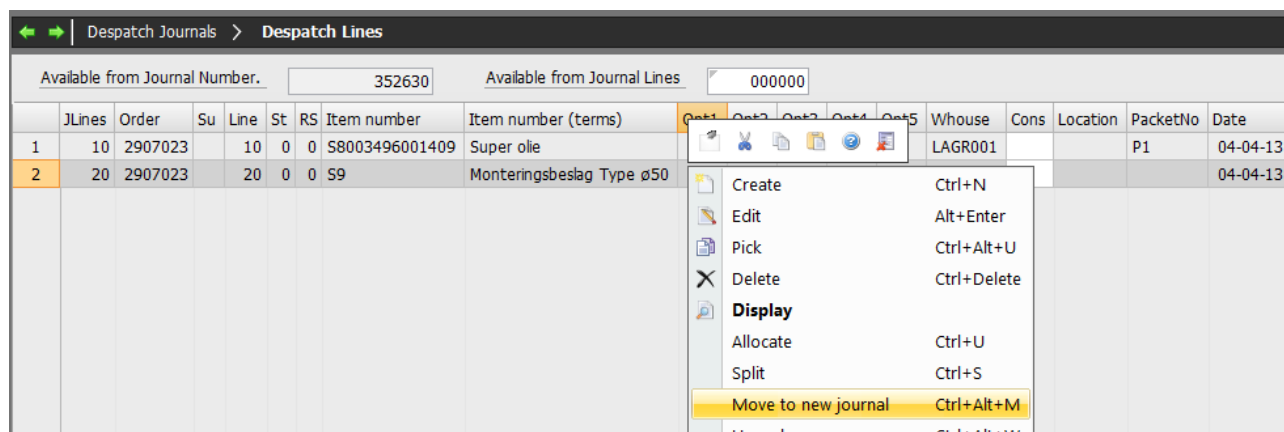 Despatch Journals > Despatch Lines
Available from Journal Number. 352630 Available from Journal Lines 000000
JLines Order Su Line St RS Item number Item number (terms) Whouse Cons Location PacketNo Date
1 10 2907023 10 0 0 S8003496001409 Super olie LAGR001 P1 04-04-13
2 20 2907023 20 0 0 S9 Monteringsbeslag Type ø50 04-04-13
Create Ctrl+N
Edit Alt+Enter
Pick Ctrl+Alt+U
Delete Ctrl+Delete
Display
Allocate Ctrl+U
Split Ctrl+S
Move to new journal Ctrl+Alt+M